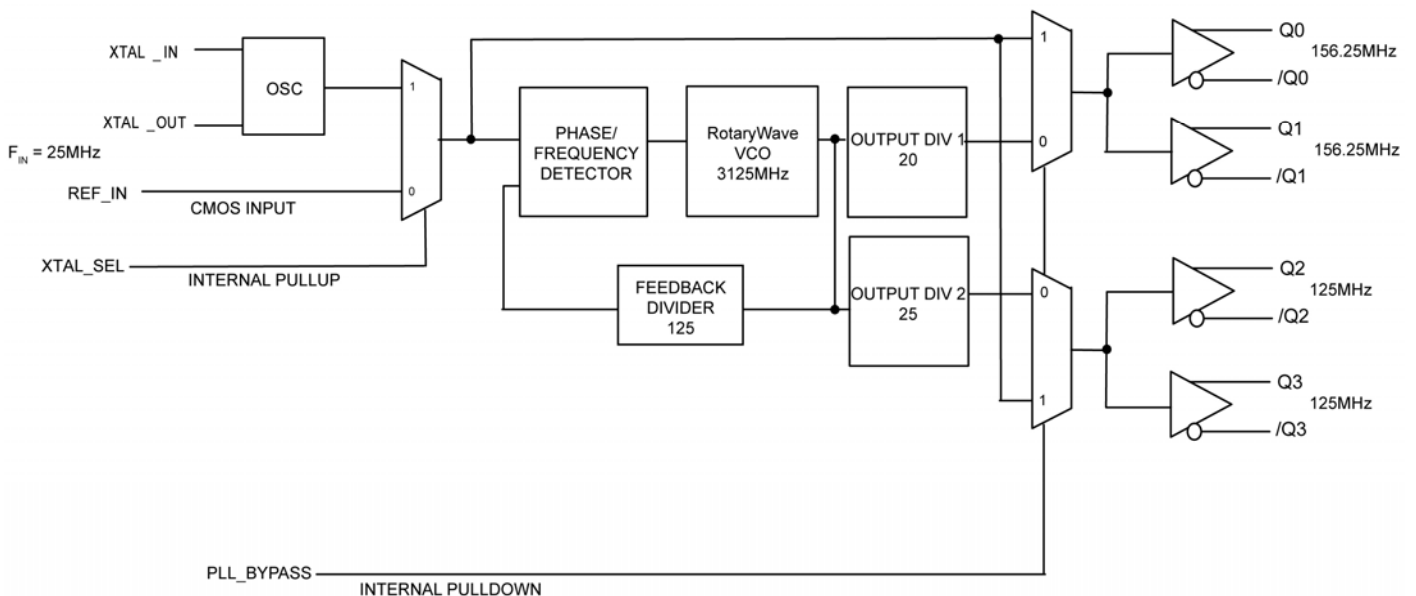 XTAL _IN
XTAL _OUT
OSC
F_IN = 25MHz
REF_IN
CMOS INPUT
XTAL_SEL
INTERNAL PULLUP
1
0
PHASE/
FREQUENCY
DETECTOR
RotaryWave
VCO
3125MHz
FEEDBACK
DIVIDER
125
OUTPUT DIV 1
20
OUTPUT DIV 2
25
1
0
0
1
Q0
156.25MHz
/Q0
Q1
156.25MHz
/Q1
Q2
125MHz
/Q2
Q3
125MHz
/Q3
PLL_BYPASS
INTERNAL PULLDOWN